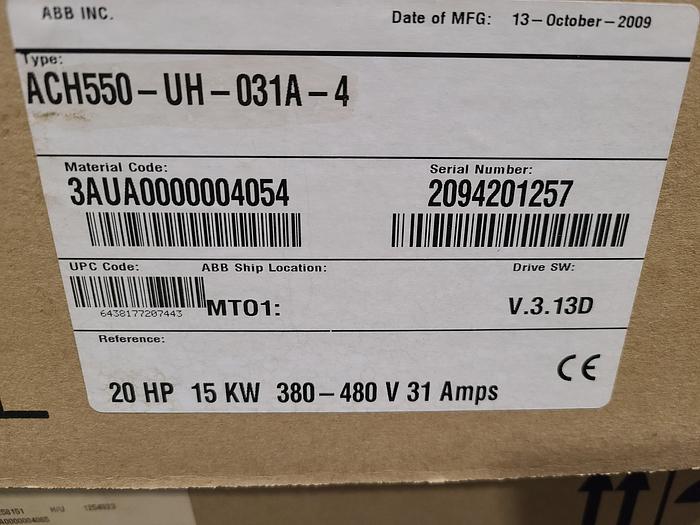 ABB INC.
Date of MFG: 13-October-2009
Type:
ACH550-UH-031A-4
Material Code:
3AUA0000004054
Serial Number:
2094201257
UPC Code:
ABB Ship Location:
Drive SW:
6438177207443
MT01:
V.3.13D
Reference:
CE
20 HP 15 KW 380-480 V 31 Amps